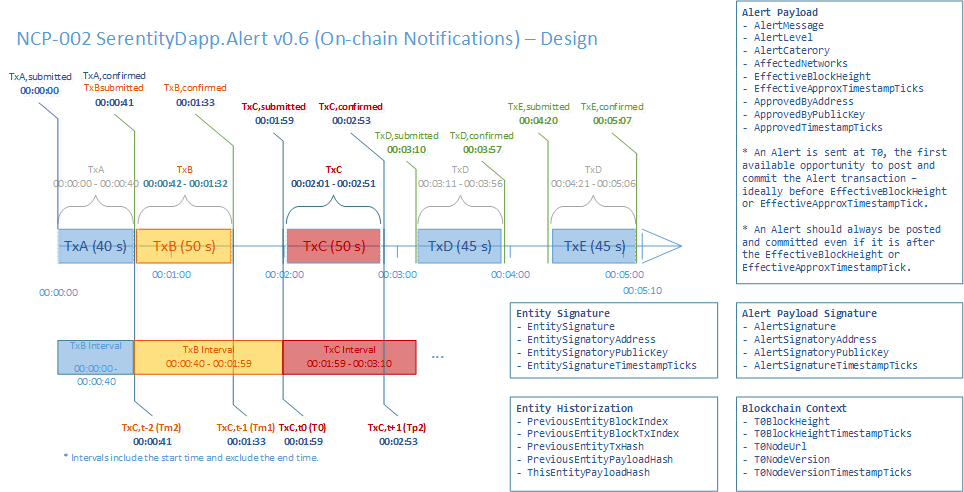 NCP-002 SerentityDapp.Alert v0.6 (On-chain Notifications) – Design
TxA,submitted
00:00:00
TxA,confirmed
TxBsubmitted
00:00:41
TxB,confirmed
00:01:33
TxC,submitted
00:01:59
TxC,confirmed
00:02:53
TxD,submitted
00:03:10
TxD,confirmed
00:03:57
TxE,submitted
00:04:20
TxE,confirmed
00:05:07
TxA
00:00:00 - 00:00:40
TxB
00:00:42 - 00:01:32
TxC
00:02:01 - 00:02:51
TxD
00:03:11 - 00:03:56
TxD
00:04:21 - 00:05:06
TxA (40 s)
TxB (50 s)
TxC (50 s)
TxD (45 s)
TxE (45 s)
00:01:00
00:02:00
00:03:00
00:04:00
00:05:00
00:00:00
00:05:10
TxB Interval
00:00:00-
00:00:40
TxB Interval
00:00:40 - 00:01:59
TxC Interval
00:01:59 - 00:03:10
...
TxC,t-2 (Tm2)
00:00:41
TxC,t-1 (Tm1)
00:01:33
TxC,t0 (T0)
00:01:59
TxC,t+1 (Tp2)
00:02:53
* Intervals include the start time and exclude the end time.
Alert Payload
- AlertMessage
- AlertLevel
- AlertCaterory
- AffectedNetworks
- EffectiveBlockHeight
- EffectiveApproxTimestampTicks
- ApprovedByAddress
- ApprovedByPublicKey
- ApprovedTimestampTicks
* An Alert is sent at T0, the first
available opportunity to post and
commit the Alert transaction –
ideally before EffectiveBlockHeight
or EffectiveApproxTimestampTick.
* An Alert should always be posted
and committed even if it is after
the EffectiveBlockHeight or
EffectiveApproxTimestampTick.
Entity Signature
- EntitySignature
- EntitySignatoryAddress
- EntitySignatoryPublicKey
- EntitySignatureTimestampTicks
Alert Payload Signature
- AlertSignature
- AlertSignatoryAddress
- AlertSignatoryPublicKey
- AlertSignatureTimestampTicks
Entity Historization
- PreviousEntityBlockIndex
- PreviousEntityBlockTxIndex
- PreviousEntityTxHash
- PreviousEntityPayloadHash
- ThisEntityPayloadHash
Blockchain Context
- T0BlockHeight
- T0BlockHeightTimestampTicks
- T0NodeUrl
- T0NodeVersion
- T0NodeVersionTimestampTicks